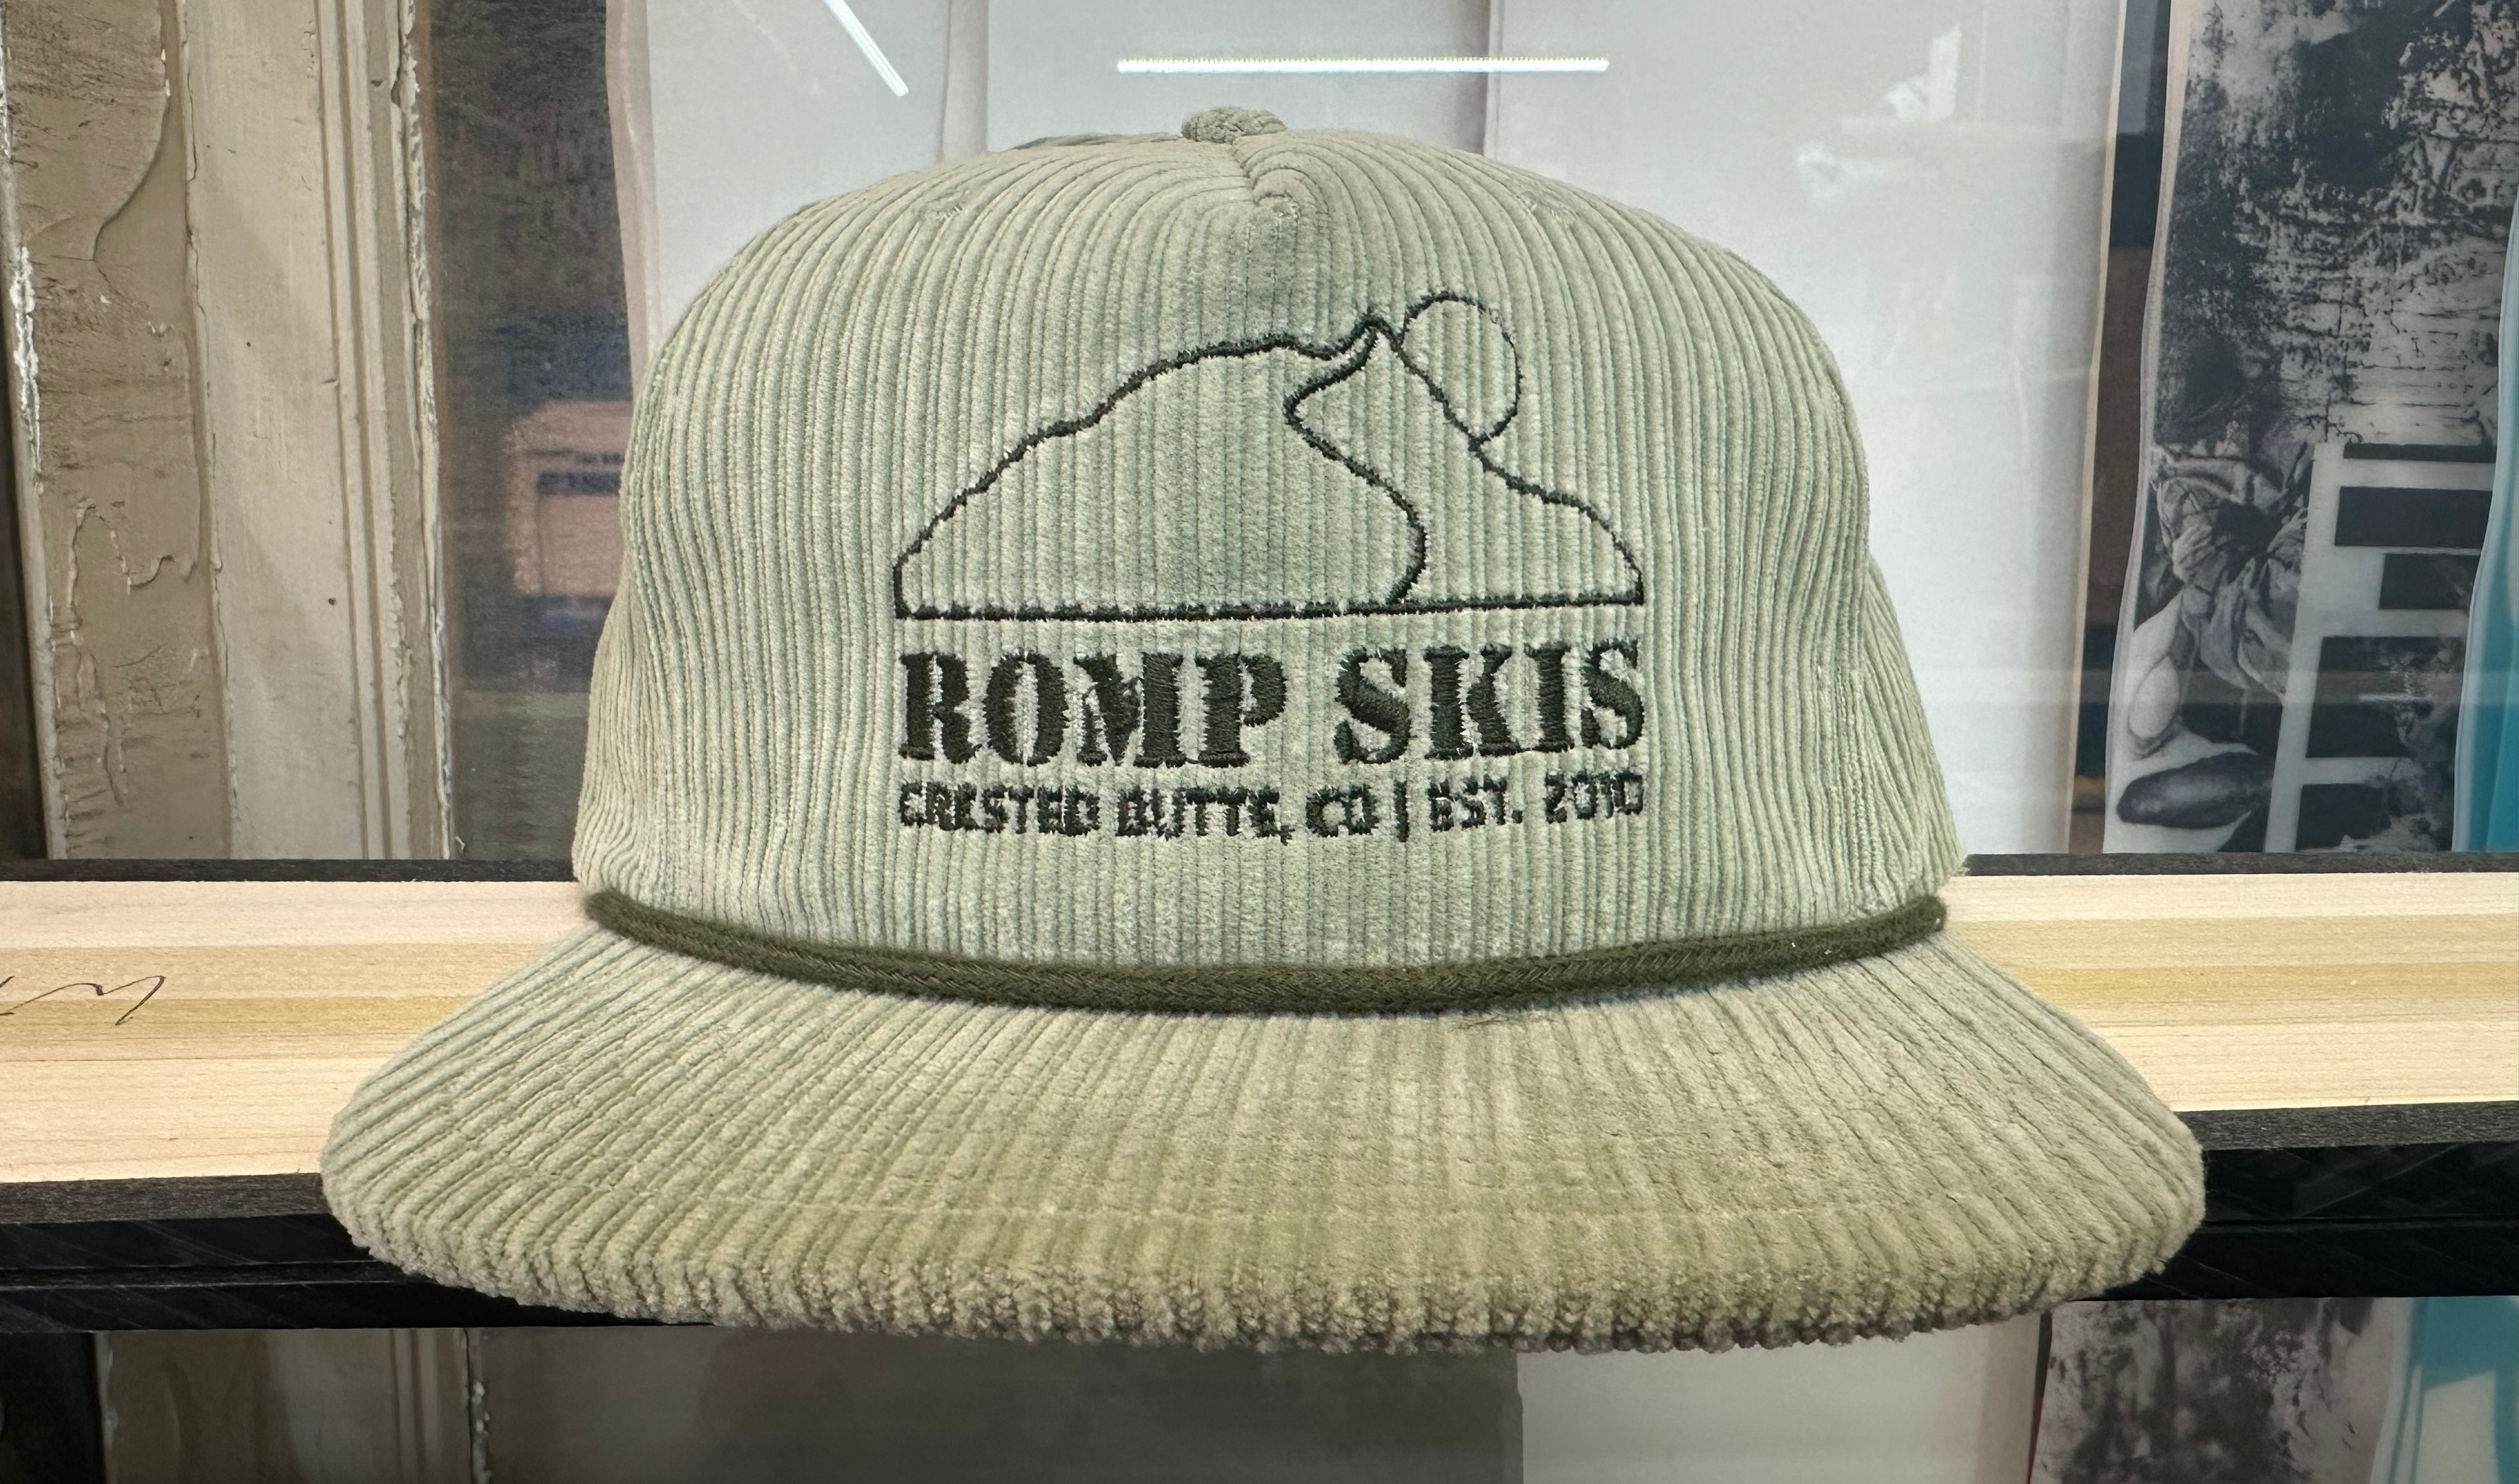 ROMP SKIS
CRESTED BUTTE, CO | EST. 2010